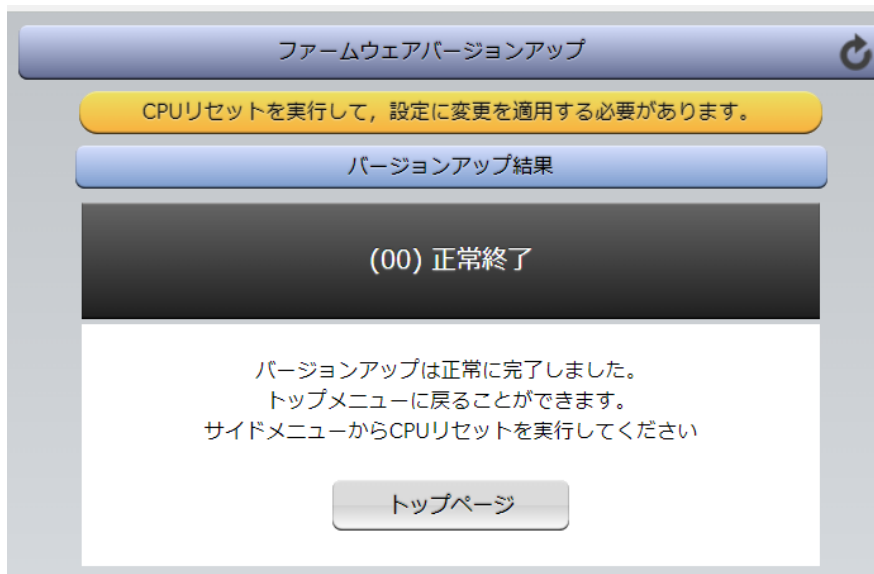 ファームウェアバージョンアップ
CPUリセットを実行して，設定に変更を適用する必要があります。
バージョンアップ結果
(00) 正常終了
バージョンアップは正常に完了しました。
トップメニューに戻ることができます。
サイドメニューからCPUリセットを実行してください
トップページ